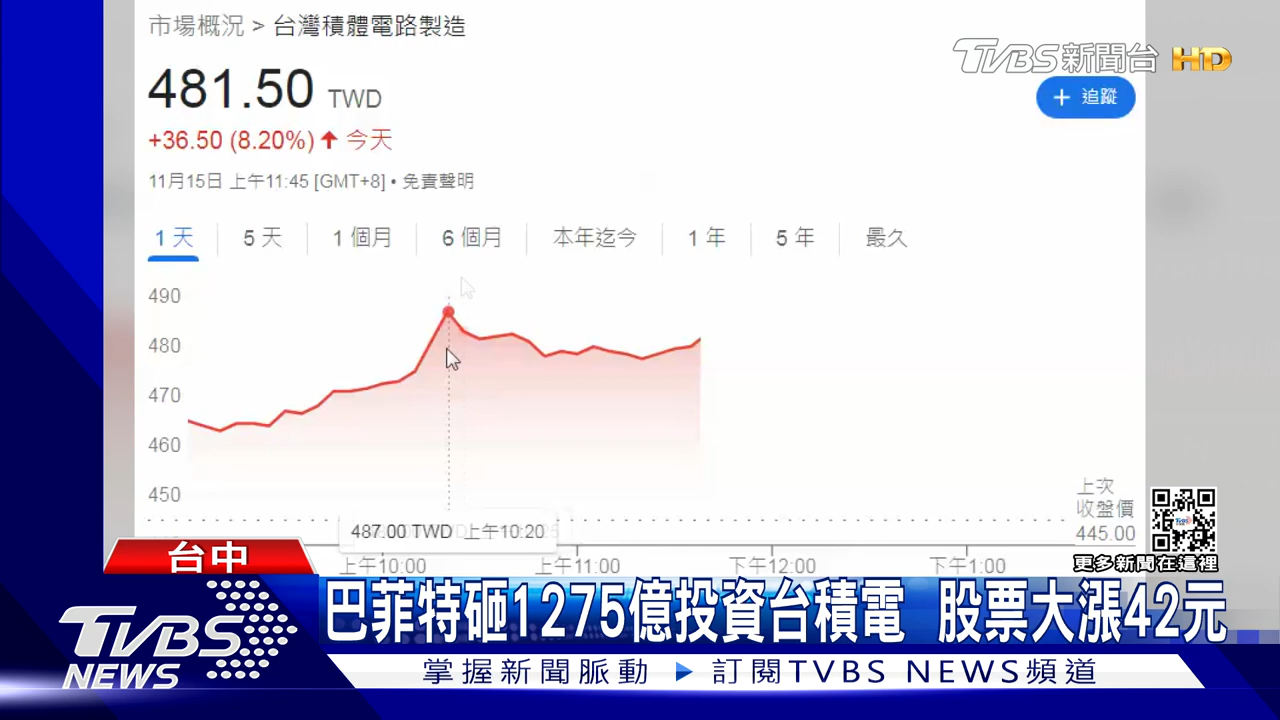 市場概況 > 台灣積體電路製造
TVBS新聞台 HD
481.50 TWD
+ 追蹤
+36.50 (8.20%) ↑ 今天
11月15日 上午11:45 [GMT+8] • 免責聲明
1 天 5 天 1 個月 6 個月 本年迄今 1 年 5 年 最久
490
480
470
460
450
上次
收盤價
445.00
487.00 TWD 上午10:20
上午10:00 上午11:00 下午12:00 下午1:00
更多新聞在這裡
台中
巴菲特砸1275億投資台積電 股票大漲42元
TVBS
NEWS
掌握新聞脈動 ▶ 訂閱TVBS NEWS頻道